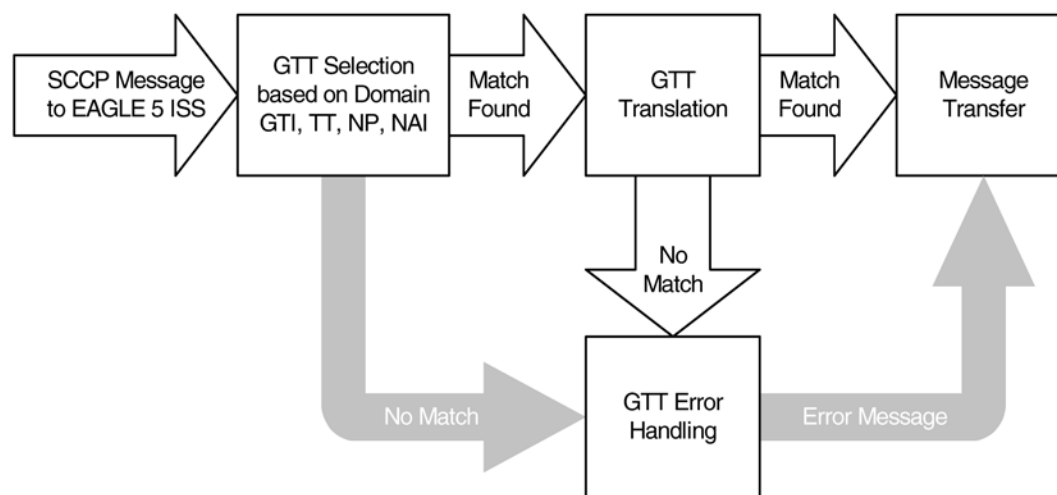 SCCP Message
to EAGLE 5 ISS
GTT Selection
based on Domain
GTI, TT, NP, NAI
Match
Found
GTT
Translation
Match
Found
Message
Transfer
No
Match
No Match
GTT Error
Handling
Error Message